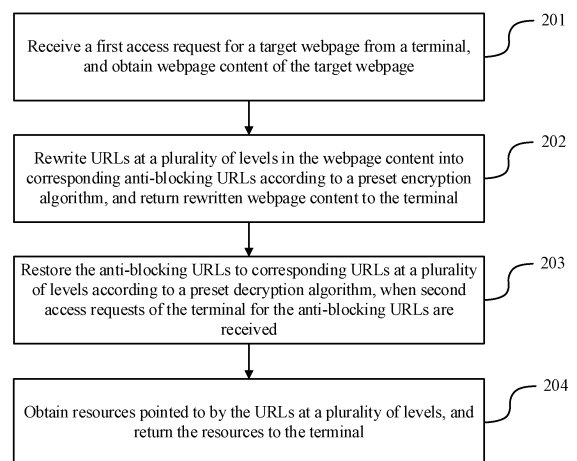 201
Receive a first access request for a target webpage from a terminal,
and obtain webpage content of the target webpage
202
Rewrite URLs at a plurality of levels in the webpage content into
corresponding anti-blocking URLs according to a preset encryption
algorithm, and return rewritten webpage content to the terminal
203
Restore the anti-blocking URLs to corresponding URLs at a plurality
of levels according to a preset decryption algorithm, when second
access requests of the terminal for the anti-blocking URLs are
received
204
Obtain resources pointed to by the URLs at a plurality of levels, and
return the resources to the terminal